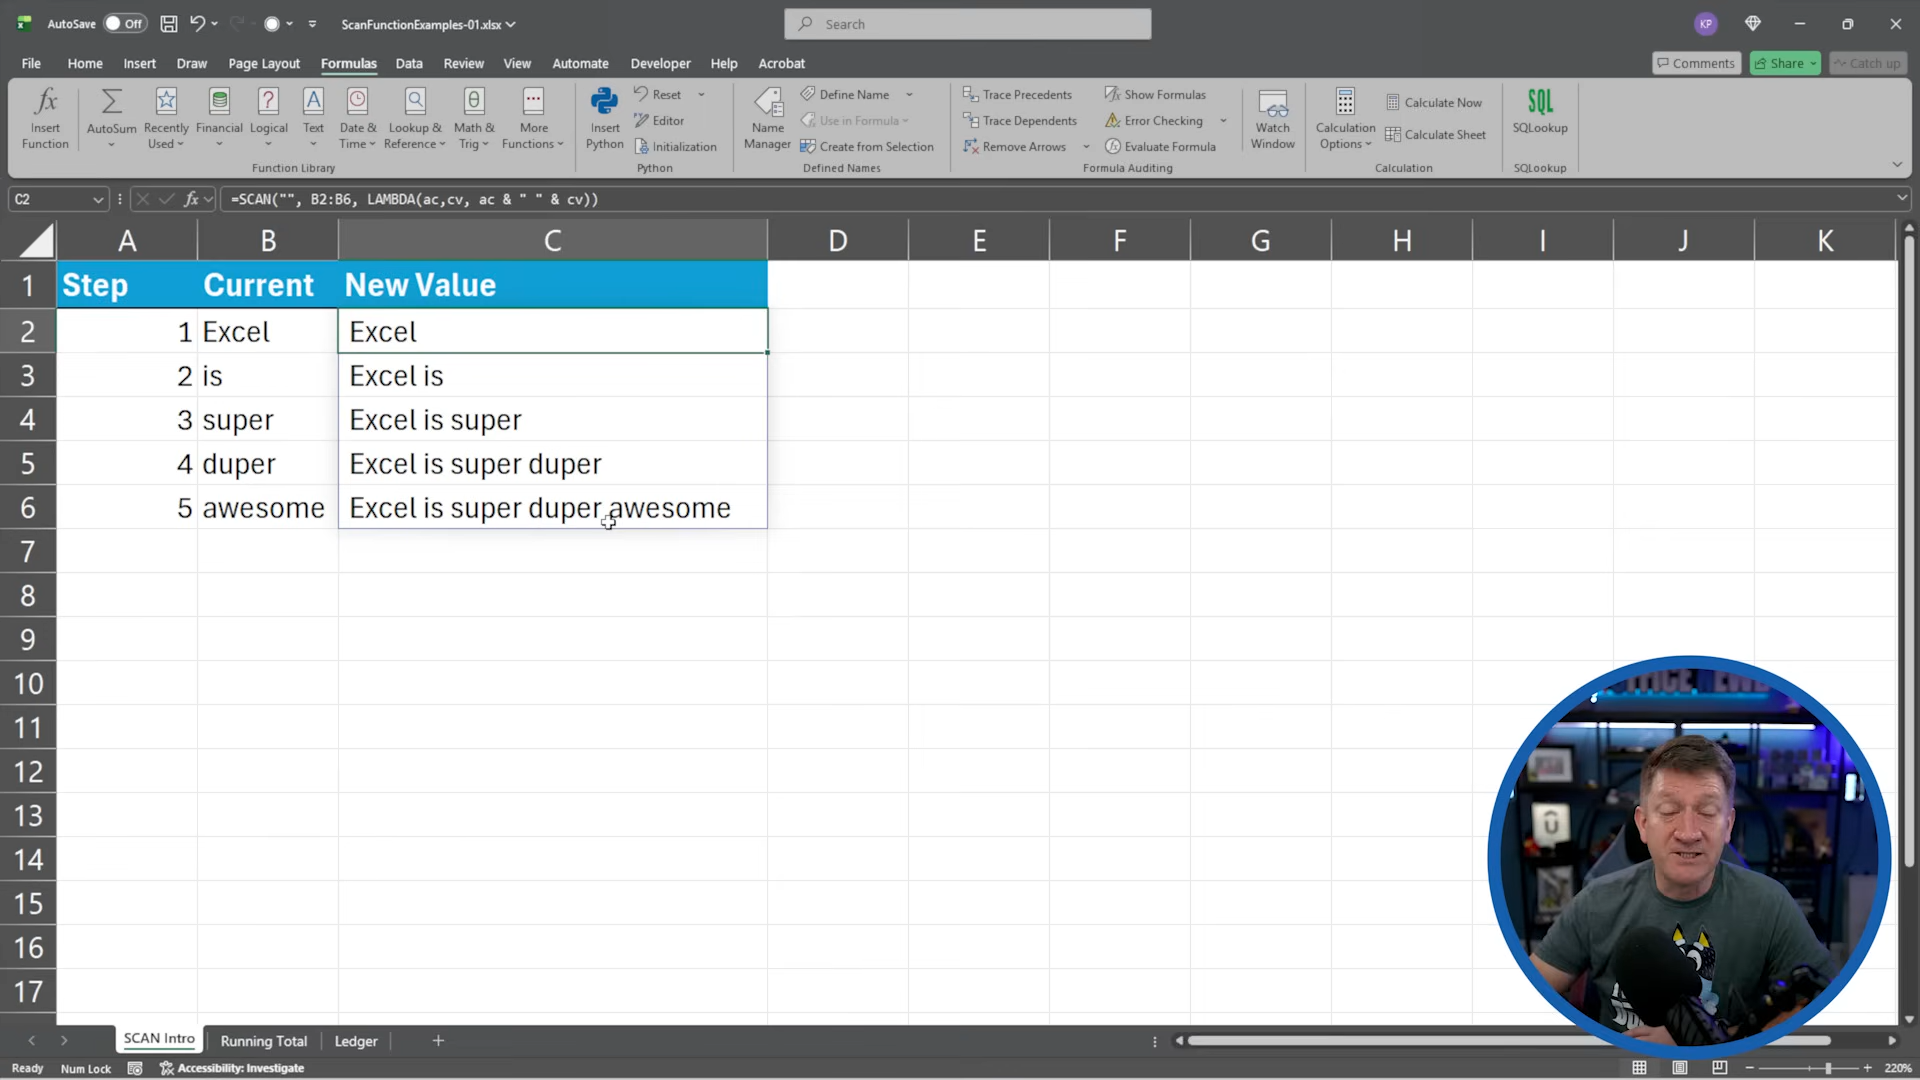 AutoSave Off ScanFunctionExamples-01.xlsx Search KP
File Home Insert Draw Page Layout Formulas Data Review View Automate Developer Help Acrobat Comments Share Catch up
fx Insert Function
AutoSum
Recently Used
Financial
Logical
Text
Date & Time
Lookup & Reference
Math & Trig
More Functions
Function Library
Insert Python
Reset
Editor
Initialization
Python
Name Manager
Define Name
Use in Formula
Create from Selection
Defined Names
Trace Precedents
Trace Dependents
Remove Arrows
Show Formulas
Error Checking
Evaluate Formula
Formula Auditing
Watch Window
Calculation Options
Calculate Now
Calculate Sheet
Calculation
SQL
SQLookup
SQLookup
C2 fx =SCAN("", B2:B6, LAMBDA(ac,cv, ac & " " & cv))
A B C D E F G H I J K
1 Step Current New Value
2 1 Excel Excel
3 2 is Excel is
4 3 super Excel is super
5 4 duper Excel is super duper
6 5 awesome Excel is super duper awesome
7
8
9
10
11
12
13
14
15
16
17
SCAN Intro Running Total Ledger
Ready Num Lock Accessibility: Investigate 220%